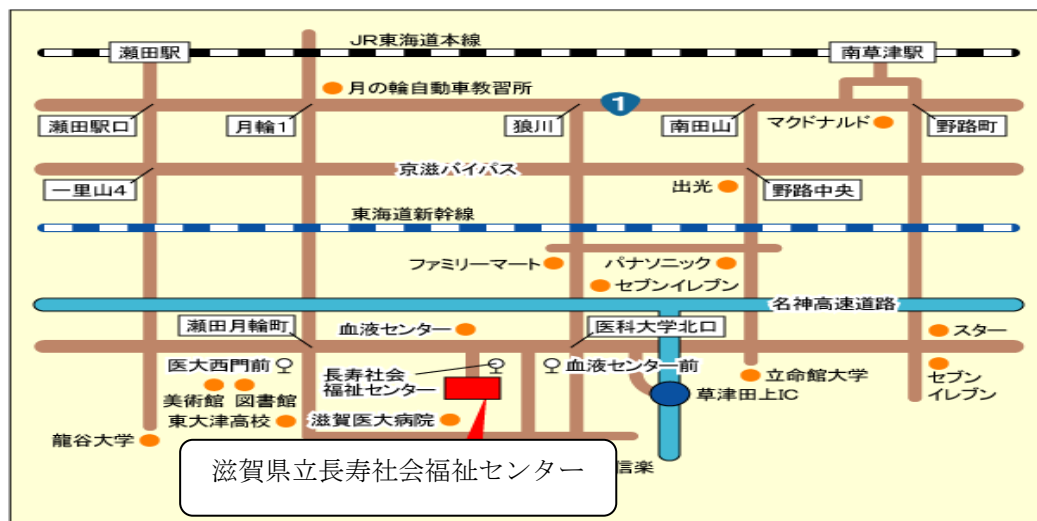 JR東海道本線
瀬田駅
南草津駅
月の輪自動車教習所
1
瀬田駅口
月輪1
狼川
南田山
マクドナルド
野路町
京滋バイパス
一里山4
出光
野路中央
東海道新幹線
ファミリーマート
パナソニック
セブンイレブン
名神高速道路
瀬田月輪町
血液センター
医科大学北口
スター
医大西門前
長寿社会
福祉センター
血液センター前
立命館大学
セブン
イレブン
美術館
図書館
草津田上IC
東大津高校
滋賀医大病院
龍谷大学
信楽
滋賀県立長寿社会福祉センター